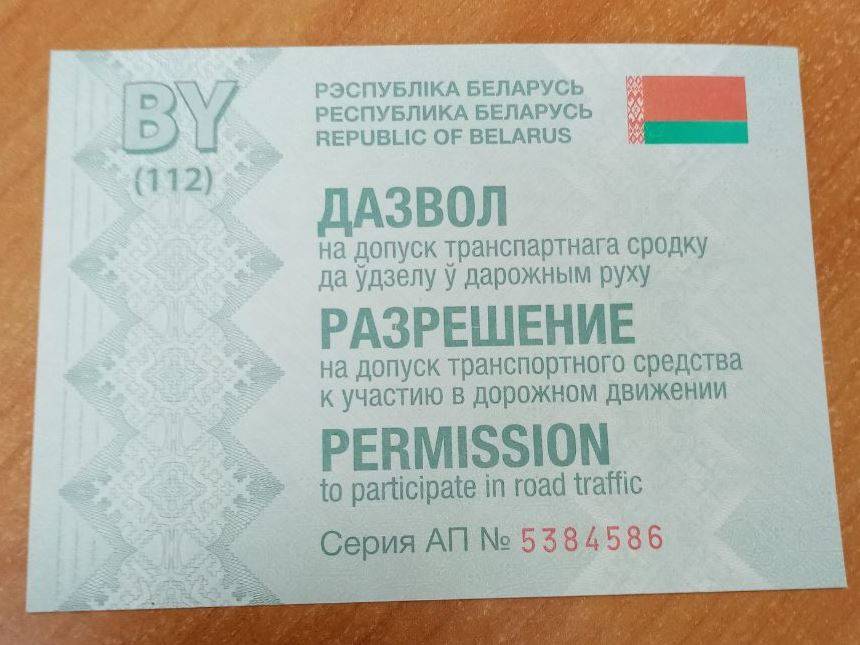 BY
(112)
РЭСПУБЛІКА БЕЛАРУСЬ
РЕСПУБЛИКА БЕЛАРУСЬ
REPUBLIC OF BELARUS
ДАЗВОЛ
на допуск транспартнага сродку
да ўдзелу ў дарожным руху
РАЗРЕШЕНИЕ
на допуск транспортного средства
к участию в дорожном движении
PERMISSION
to participate in road traffic
Серия АП № 5384586